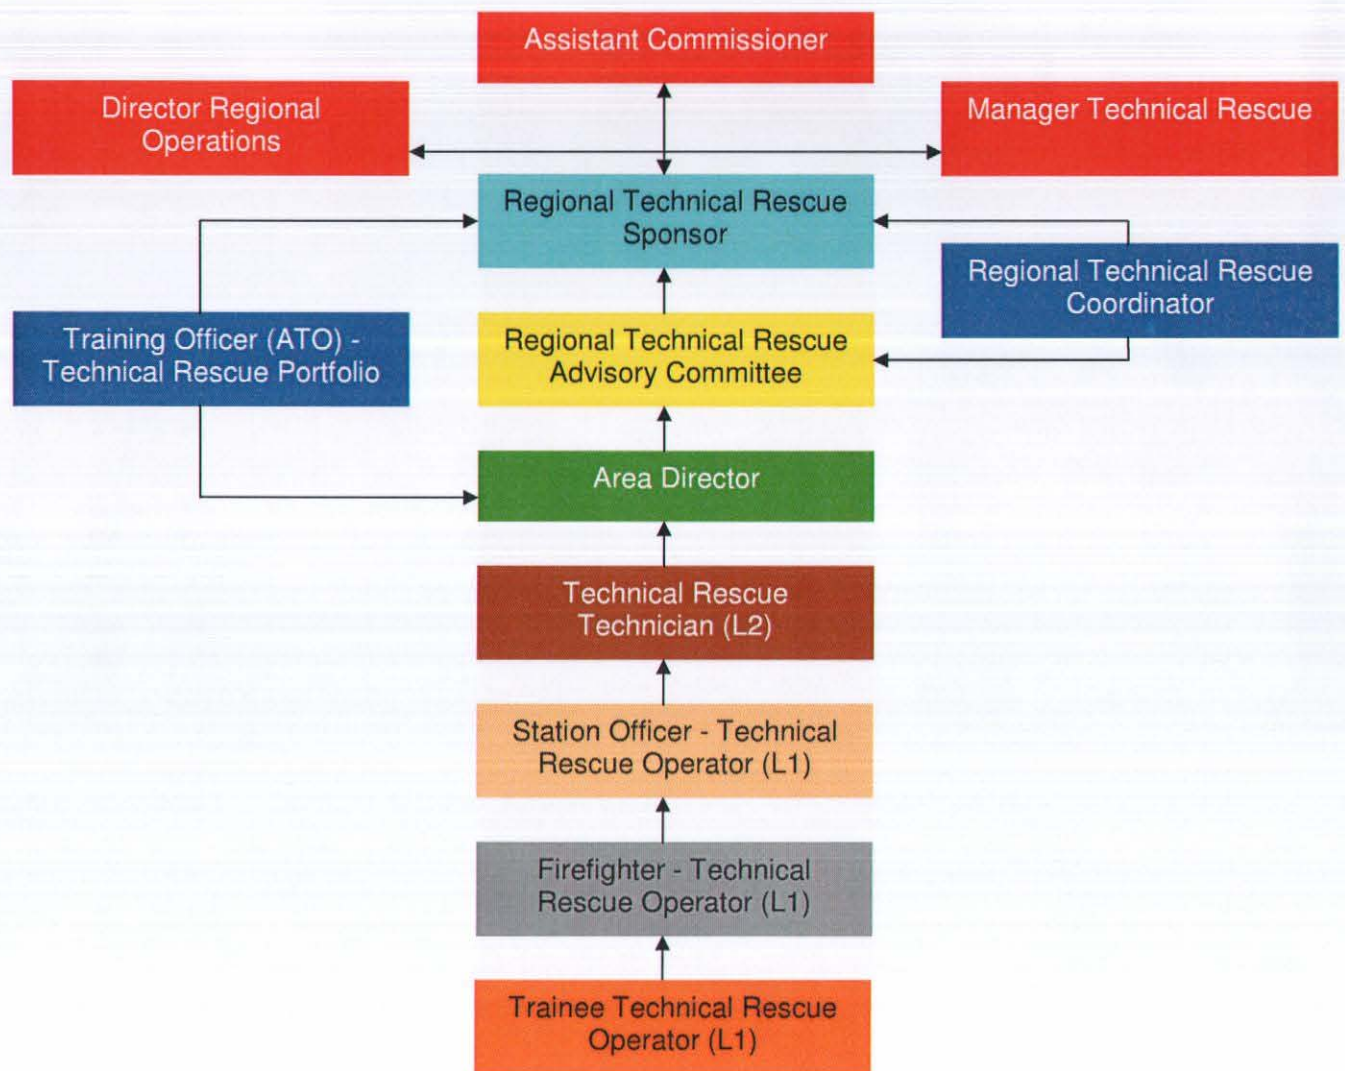 Assistant Commissioner
Director Regional
Operations
Manager Technical Rescue
Regional Technical Rescue
Sponsor
Regional Technical Rescue
Coordinator
Training Officer (ATO) -
Technical Rescue Portfolio
Regional Technical Rescue
Advisory Committee
Area Director
Technical Rescue
Technician (L2)
Station Officer - Technical
Rescue Operator (L1)
Firefighter - Technical
Rescue Operator (L1)
Trainee Technical Rescue
Operator (L1)